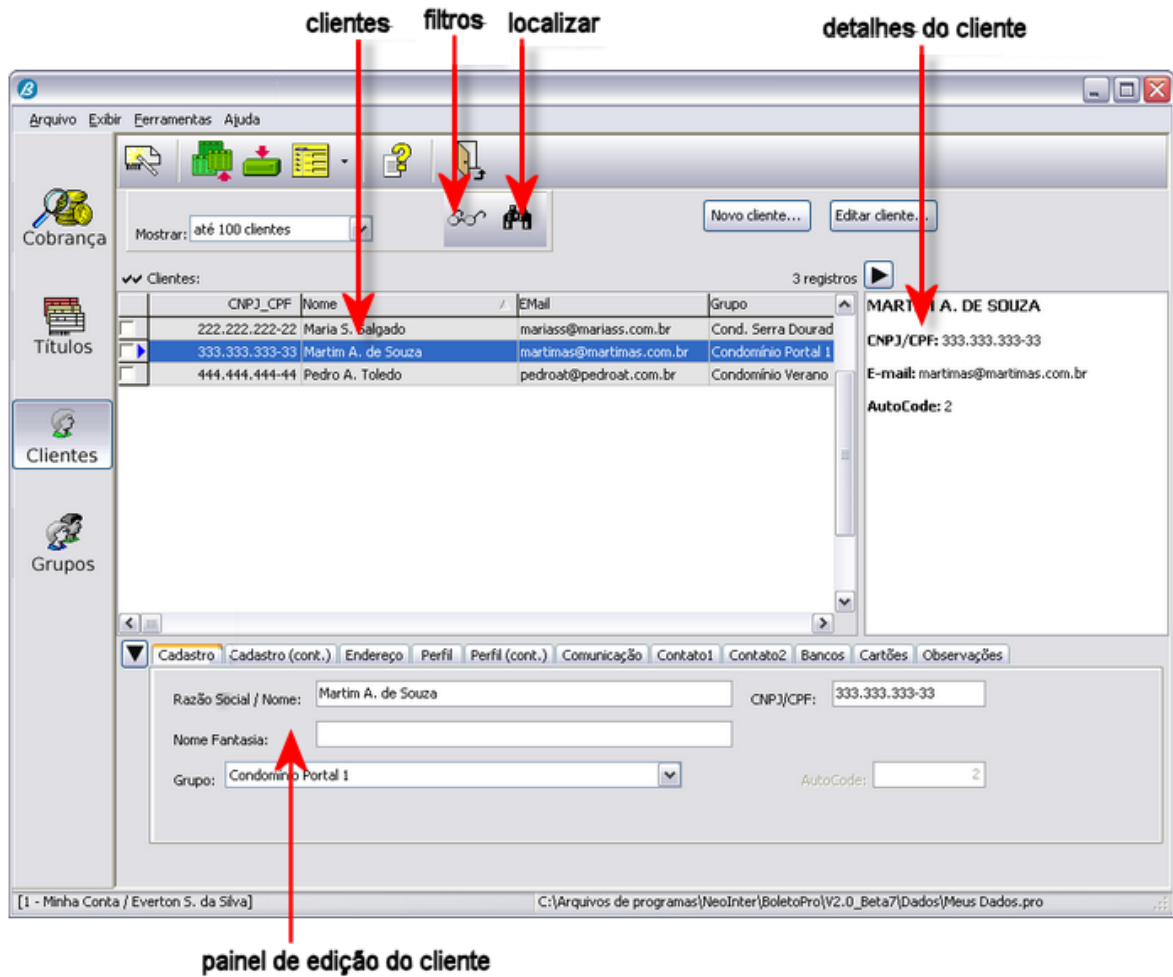 clientes filtros localizar detalhes do cliente
Arquivo Exibir Ferramentas Ajuda
Cobrança
Títulos
Clientes
Grupos
Mostrar: até 100 clientes
Novo cliente... Editar cliente...
Clientes: 3 registros
CNPJ_CPF Nome EMail Grupo
222.222.222-22 Maria S. Salgado mariass@mariass.com.br Cond. Serra Dourad
333.333.333-33 Martim A. de Souza martimas@martimas.com.br Condomínio Portal 1
444.444.444-44 Pedro A. Toledo pedroat@pedroat.com.br Condomínio Verano
MARTIM A. DE SOUZA
CNPJ/CPF: 333.333.333-33
E-mail: martimas@martimas.com.br
AutoCode: 2
Cadastro Cadastro (cont.) Endereço Perfil Perfil (cont.) Comunicação Contato1 Contato2 Bancos Cartões Observações
Razão Social / Nome: Martim A. de Souza CNPJ/CPF: 333.333.333-33
Nome Fantasia:
Grupo: Condomínio Portal 1 AutoCode: 2
[1 - Minha Conta / Everton S. da Silva] C:\Arquivos de programas\NeoInter\BoletoPro\V2.0_Beta7\Dados\Meus Dados.pro
painel de edição do cliente